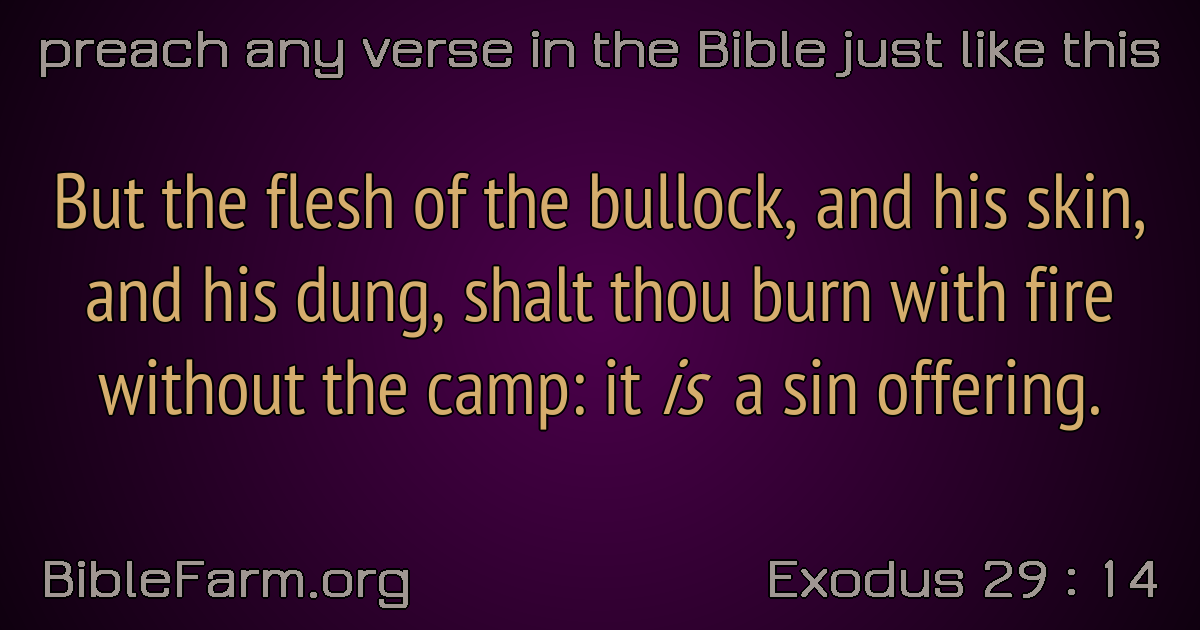 preach any verse in the Bible just like this
But the flesh of the bullock, and his skin,
and his dung, shalt thou burn with fire
without the camp: it is a sin offering.
BibleFarm.org
Exodus 29 : 14